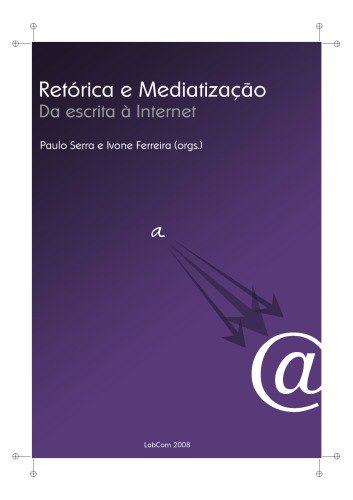 Retórica e Mediatização
Da escrita à Internet
Paulo Serra e Ivone Ferreira (orgs.)
a
@
LabCom 2008